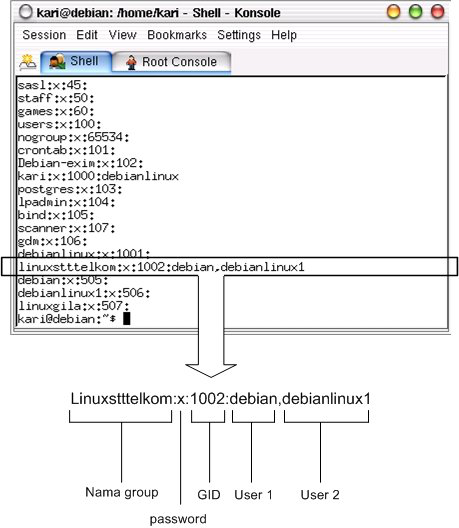 kari@debian: /home/kari - Shell - Konsole
Session Edit View Bookmarks Settings Help
Shell Root Console
sasl:x:45:
staff:x:50:
games:x:60:
users:x:100:
nogroup:x:65534:
crontab:x:101:
Debian-exim:x:102:
kari:x:1000:debianlinux
postgres:x:103:
lpadmin:x:104:
bind:x:105:
scanner:x:107:
gdm:x:106:
debianlinux:x:1001:
linuxstttelkom:x:1002:debian,debianlinux1
debian:x:505:
debianlinux1:x:506:
linuxgila:x:507:
kari@debian:~$
Linuxstttelkom:x:1002:debian,debianlinux1
Nama group GID User 1 User 2
password